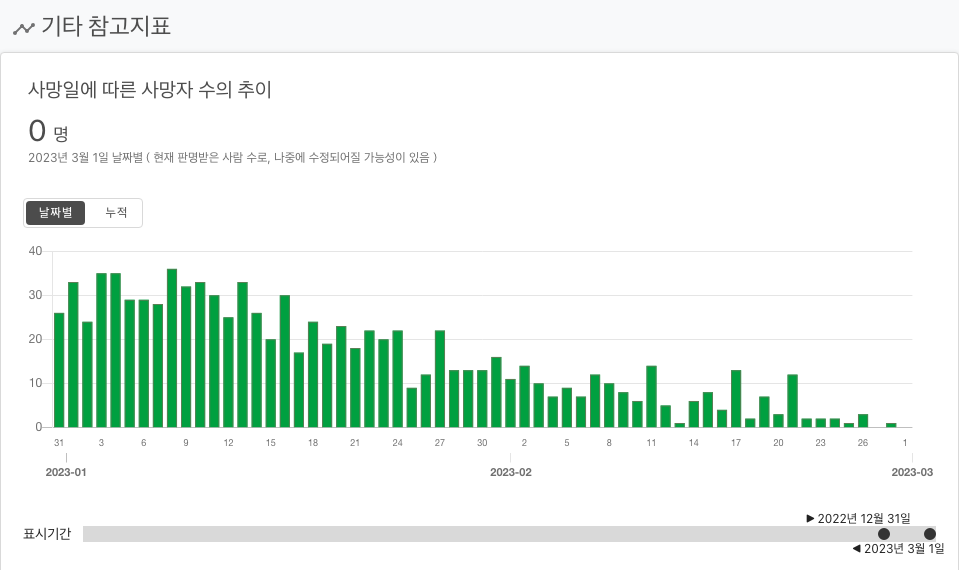 기타 참고지표
사망일에 따른 사망자 수의 추이
0 명
2023년 3월 1일 날짜별 ( 현재 판명받은 사람 수로, 나중에 수정되어질 가능성이 있음 )
날짜별 누적
40
30
20
10
0
31 3 6 9 12 15 18 21 24 27 30 2 5 8 11 14 17 20 23 26 1
2023-01 2023-02 2023-03
▶ 2022년 12월 31일
표시기간
◀ 2023년 3월 1일